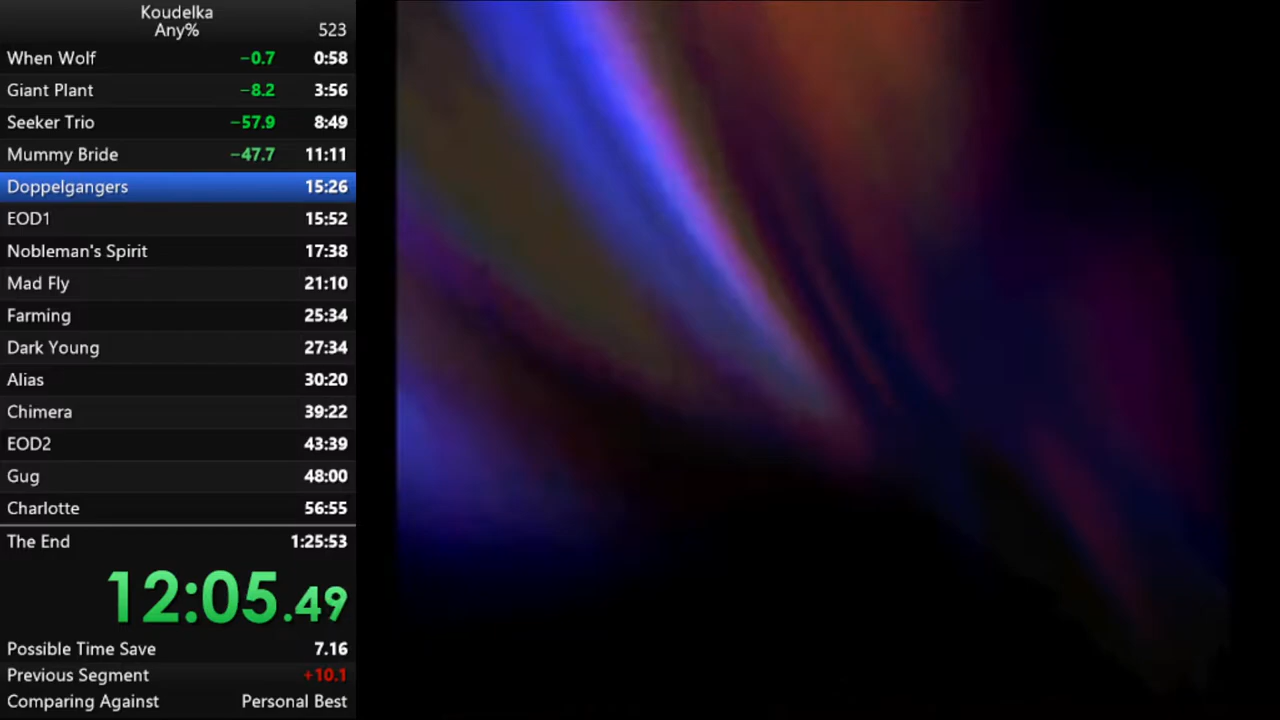 Koudelka
Any% 523
When Wolf −0.7 0:58
Giant Plant −8.2 3:56
Seeker Trio −57.9 8:49
Mummy Bride −47.7 11:11
Doppelgangers 15:26
EOD1 15:52
Nobleman's Spirit 17:38
Mad Fly 21:10
Farming 25:34
Dark Young 27:34
Alias 30:20
Chimera 39:22
EOD2 43:39
Gug 48:00
Charlotte 56:55
The End 1:25:53
12:05.49
Possible Time Save 7.16
Previous Segment +10.1
Comparing Against Personal Best